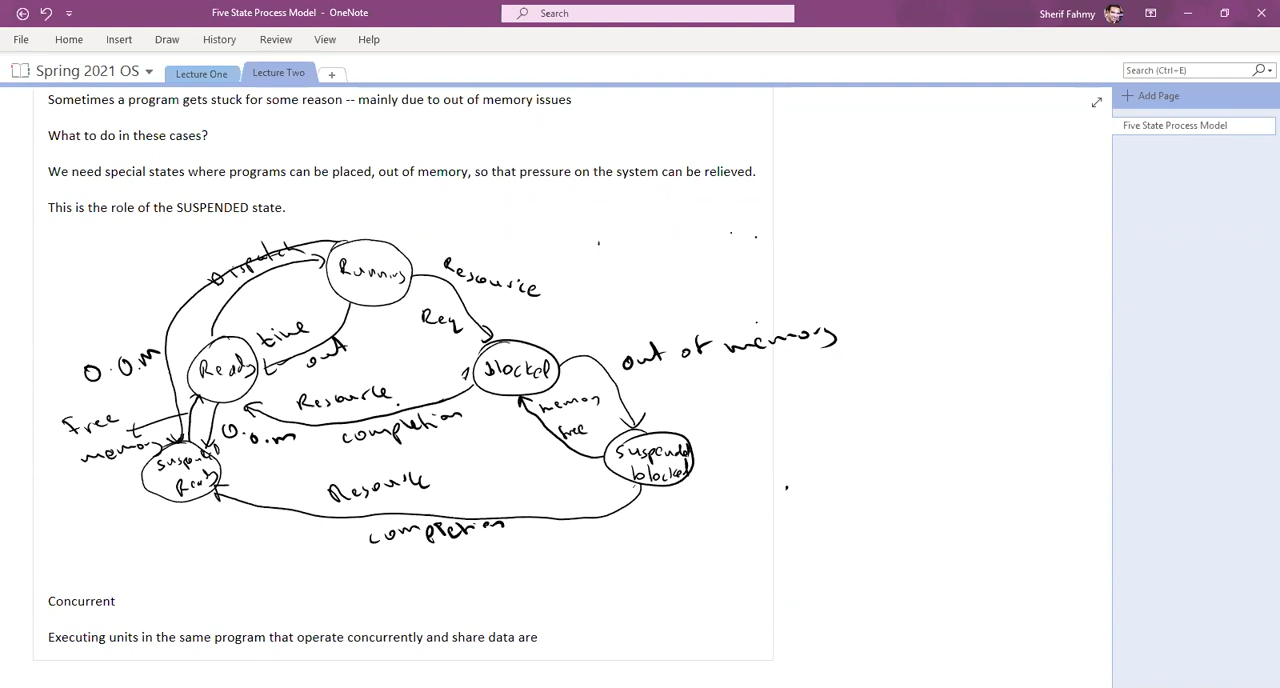 Five State Process Model - OneNote
Search
Sherif Fahmy
File Home Insert Draw History Review View Help
Spring 2021 OS
Lecture One
Lecture Two
Search (Ctrl+E)
Add Page
Five State Process Model
Sometimes a program gets stuck for some reason -- mainly due to out of memory issues
What to do in these cases?
We need special states where programs can be placed, out of memory, so that pressure on the system can be relieved.
This is the role of the SUSPENDED state.
Dispatch
Running
Resource
Req
time
out
O.O.M
Ready
blocked
out of memory
Resource
completion
memory
free
Free
memory
O.O.M
Suspended
Ready
Suspended
blocked
Resource
completion
Concurrent
Executing units in the same program that operate concurrently and share data are